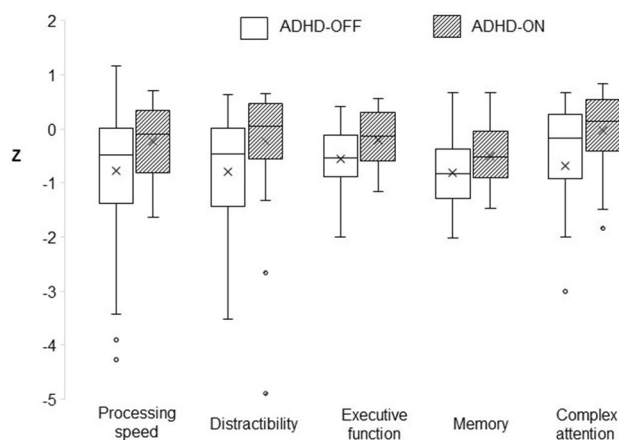 ADHD-OFF ADHD-ON
2
1
0
-1
-2
-3
-4
-5
Z
Processing speed
Distractibility
Executive function
Memory
Complex attention